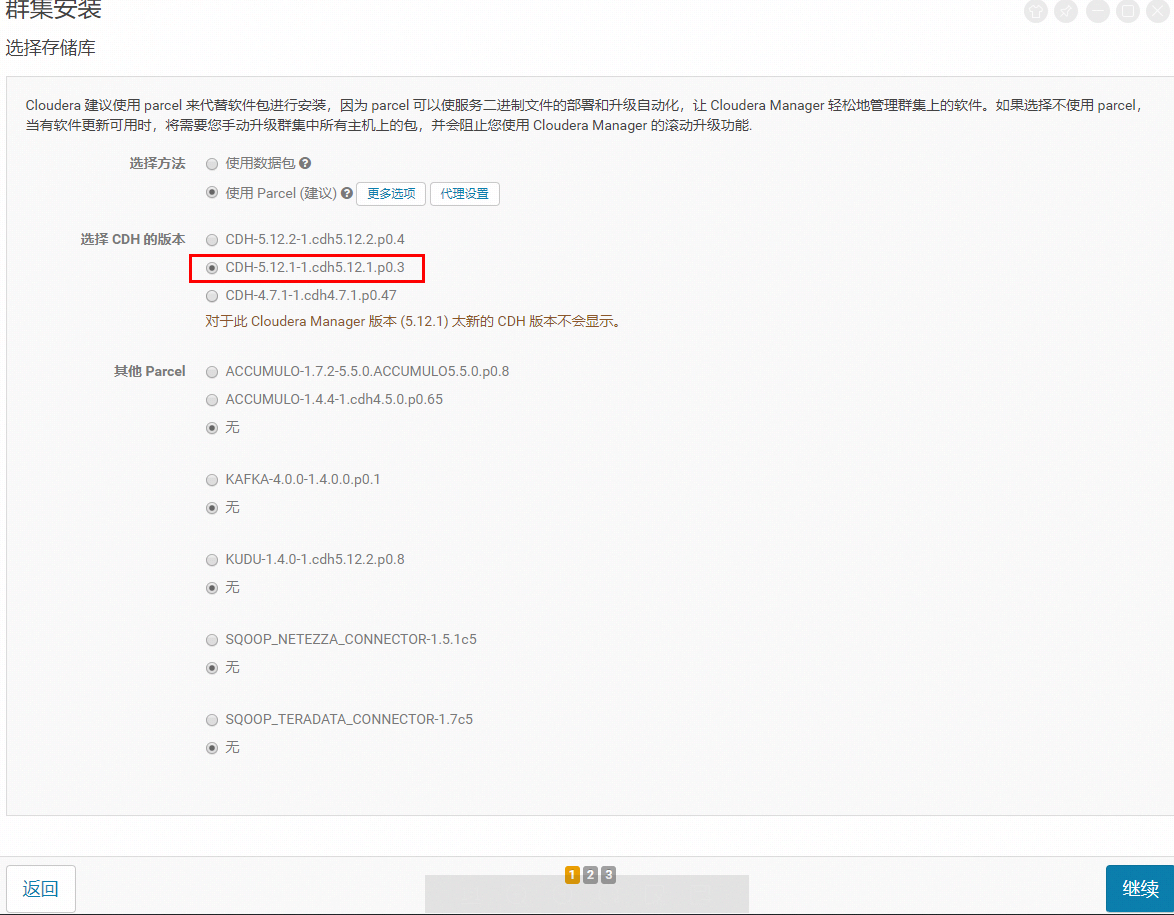 群集安装
选择存储库
Cloudera 建议使用 parcel 来代替软件包进行安装，因为 parcel 可以使服务二进制文件的部署和升级自动化，让 Cloudera Manager 轻松地管理群集上的软件。如果选择不使用 parcel，
当有软件更新可用时，将需要您手动升级群集中所有主机上的包，并会阻止您使用 Cloudera Manager 的滚动升级功能.
选择方法 使用数据包
使用 Parcel (建议) 更多选项 代理设置
选择 CDH 的版本 CDH-5.12.2-1.cdh5.12.2.p0.4
CDH-5.12.1-1.cdh5.12.1.p0.3
CDH-4.7.1-1.cdh4.7.1.p0.47
对于此 Cloudera Manager 版本 (5.12.1) 太新的 CDH 版本不会显示。
其他 Parcel ACCUMULO-1.7.2-5.5.0.ACCUMULO5.5.0.p0.8
ACCUMULO-1.4.4-1.cdh4.5.0.p0.65
无
KAFKA-4.0.0-1.4.0.0.p0.1
无
KUDU-1.4.0-1.cdh5.12.2.p0.8
无
SQOOP_NETEZZA_CONNECTOR-1.5.1c5
无
SQOOP_TERADATA_CONNECTOR-1.7c5
无
返回 1 2 3 继续